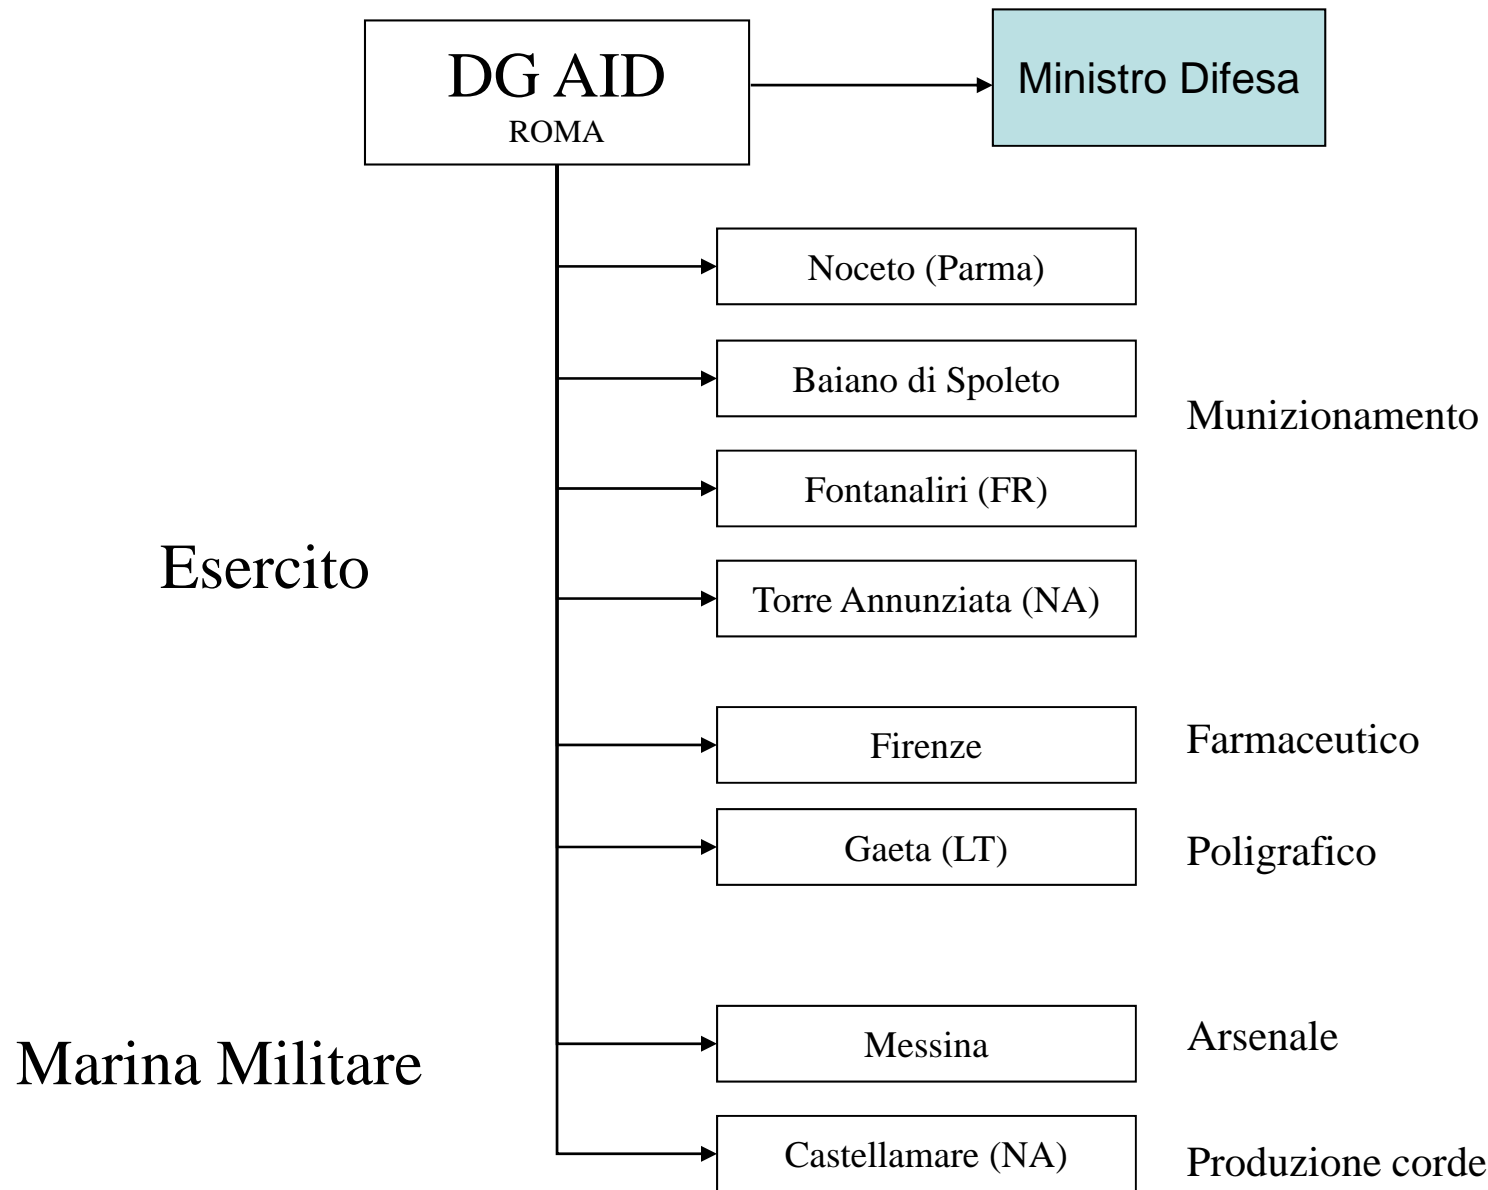 DG AID
ROMA
Ministro Difesa
Noceto (Parma)
Baiano di Spoleto
Munizionamento
Fontanaliri (FR)
Esercito
Torre Annunziata (NA)
Firenze
Farmaceutico
Gaeta (LT)
Poligrafico
Marina Militare
Messina
Arsenale
Castellamare (NA)
Produzione corde